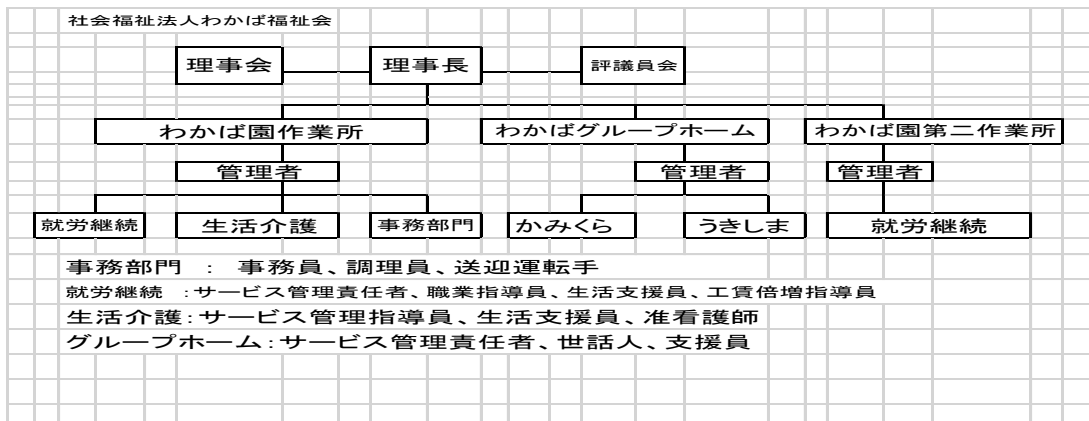 社会福祉法人わかば福祉会
理事会 理事長 評議員会
わかば園作業所 わかばグループホーム わかば園第二作業所
管理者 管理者 管理者
就労継続 生活介護 事務部門 かみくら うきしま 就労継続
事務部門 : 事務員、調理員、送迎運転手
就労継続 :サービス管理責任者、職業指導員、生活支援員、工賃倍増指導員
生活介護:サービス管理指導員、生活支援員、准看護師
グループホーム:サービス管理責任者、世話人、支援員